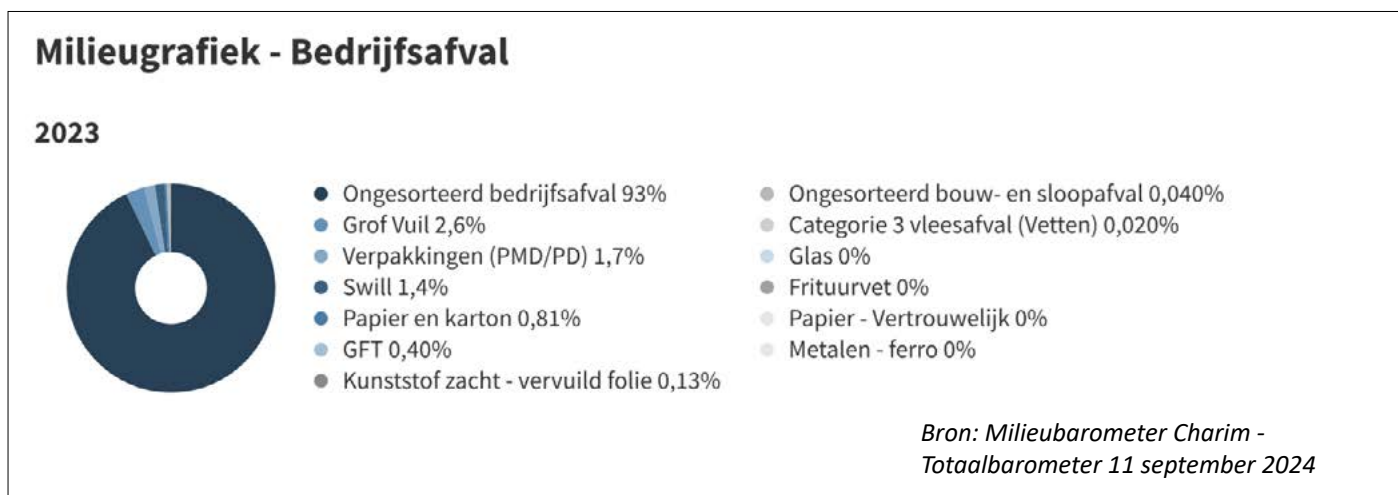 Milieugrafiek - Bedrijfsafval
2023
Ongesorteerd bedrijfsafval 93%
Grof Vuil 2,6%
Verpakkingen (PMD/PD) 1,7%
Swill 1,4%
Papier en karton 0,81%
GFT 0,40%
Kunststof zacht - vervuild folie 0,13%
Ongesorteerd bouw- en sloopafval 0,040%
Categorie 3 vleesafval (Vetten) 0,020%
Glas 0%
Frituurvet 0%
Papier - Vertrouwelijk 0%
Metalen - ferro 0%
Bron: Milieubarometer Charim -
Totaalbarometer 11 september 2024